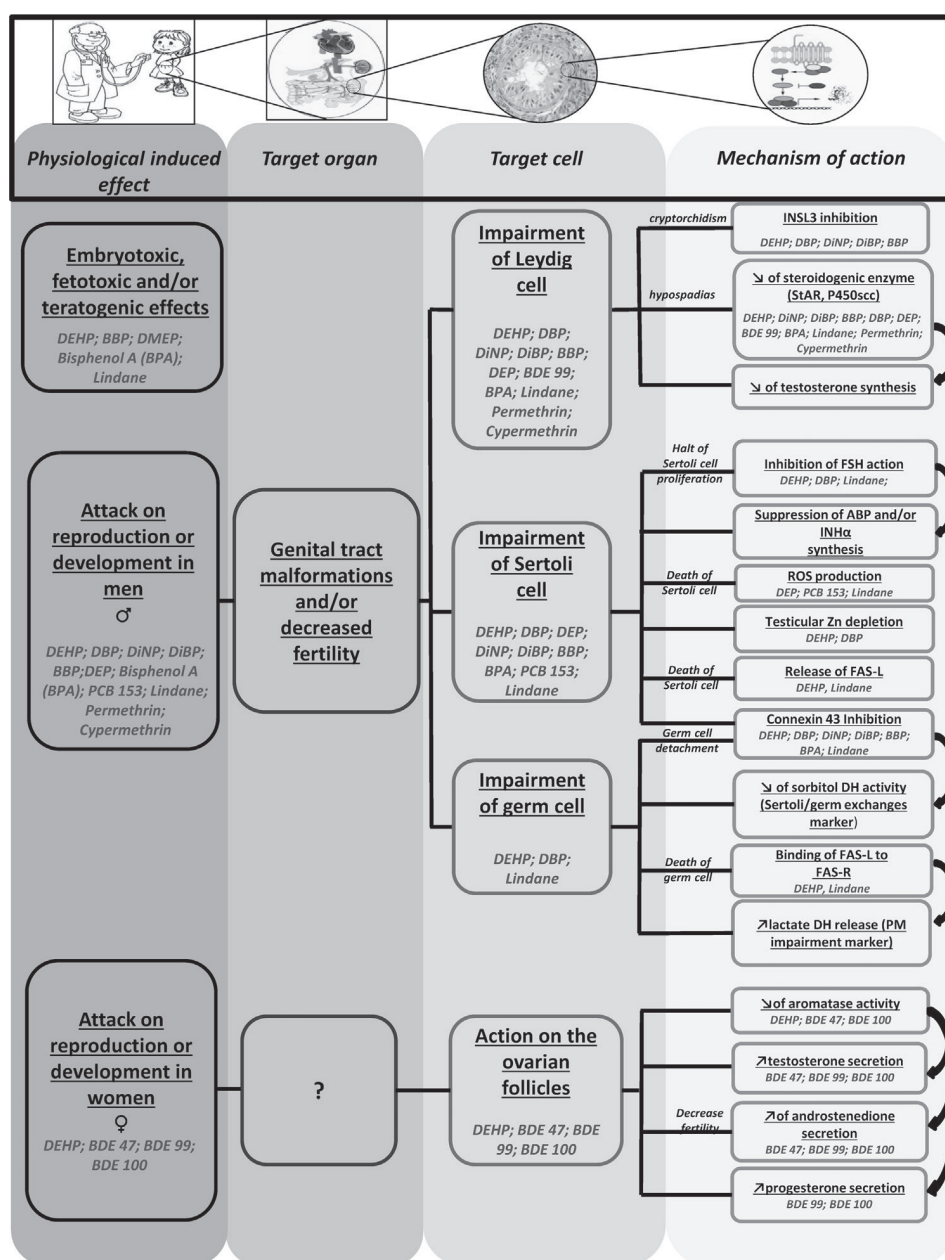 Physiological induced
effect
Target organ
Target cell
Mechanism of action
Embryotoxic,
fetotoxic and/or
teratogenic effects
DEHP; BBP; DMEP;
Bisphenol A (BPA);
Lindane
Attack on
reproduction or
development in
men
♂
DEHP; DBP; DiNP; DiBP;
BBP;DEP; Bisphenol A
(BPA); PCB 153; Lindane;
Permethrin;
Cypermethrin
Genital tract
malformations
and/or
decreased
fertility
Impairment
of Leydig
cell
DEHP; DBP;
DiNP; DiBP; BBP;
DEP; BDE 99;
BPA; Lindane;
Permethrin;
Cypermethrin
cryptorchidism
INSL3 inhibition
DEHP; DBP; DiNP; DiBP; BBP
hypospadias
↘ of steroidogenic enzyme
(StAR, P450scc)
DEHP; DiNP; DiBP; BBP; DBP; DEP;
BDE 99; BPA; Lindane; Permethrin;
Cypermethrin
↘ of testosterone synthesis
Impairment
of Sertoli
cell
DEHP; DBP; DEP;
DiNP; DiBP; BBP;
BPA; PCB 153;
Lindane
Halt of
Sertoli cell
proliferation
Inhibition of FSH action
DEHP; DBP; Lindane;
Suppression of ABP and/or
INHα
synthesis
Death of
Sertoli cell
ROS production
DEP; PCB 153; Lindane
Testicular Zn depletion
DEHP; DBP
Death of
Sertoli cell
Release of FAS-L
DEHP, Lindane
Germ cell
detachment
Connexin 43 Inhibition
DEHP; DBP; DiNP; DiBP; BBP;
BPA; Lindane
Impairment
of germ cell
DEHP; DBP;
Lindane
↘ of sorbitol DH activity
(Sertoli/germ exchanges
marker)
Death of
germ cell
Binding of FAS-L to
FAS-R
DEHP, Lindane
↗lactate DH release (PM
impairment marker)
Attack on
reproduction or
development in
women
♀
DEHP; BDE 47; BDE 99;
BDE 100
?
Action on the
ovarian
follicles
DEHP; BDE 47; BDE
99; BDE 100
↘of aromatase activity
DEHP; BDE 47; BDE 100
↗testosterone secretion
BDE 47; BDE 99; BDE 100
Decrease
fertility
↗of androstenedione
secretion
BDE 47; BDE 99; BDE 100
↗progesterone secretion
BDE 99; BDE 100